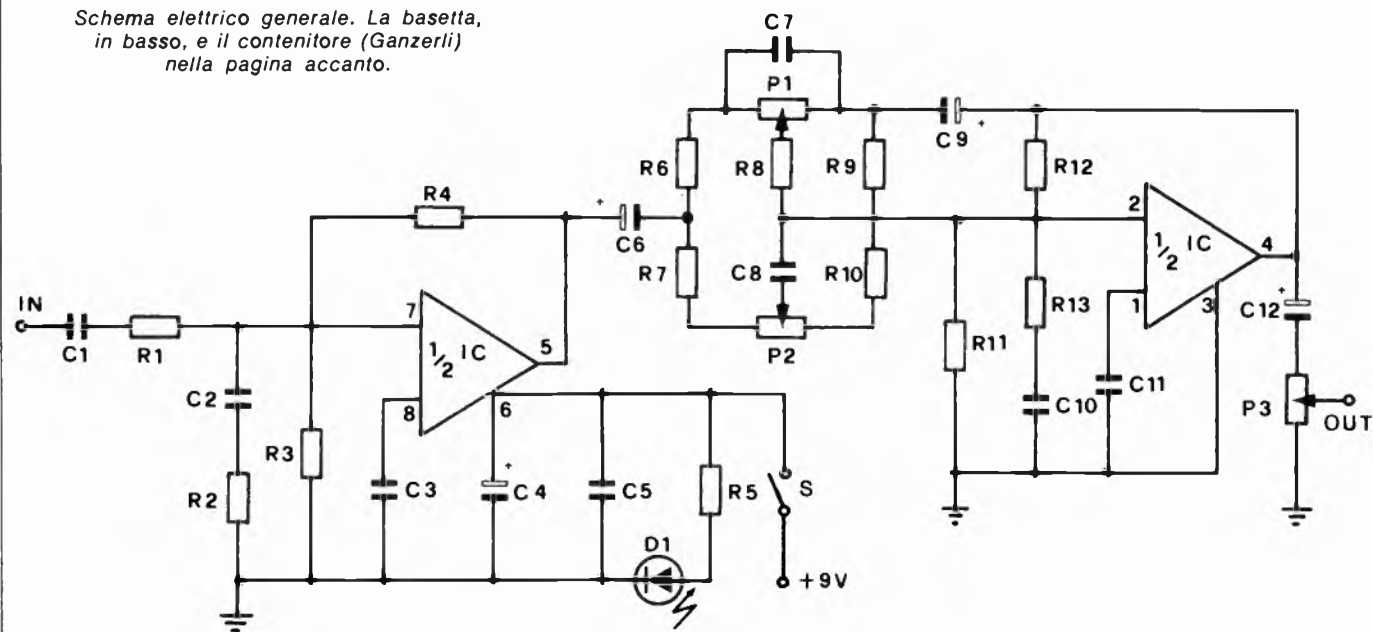 Schema elettrico generale. La basetta,
in basso, e il contenitore (Ganzerli)
nella pagina accanto.
C7
P1
+
C9
R6
R8
R9
R12
R4
+
C6
R7
C8
R10
2
1/2 IC
4
1
3
R13
+
C12
IN
C1
R1
7
1/2 IC
5
8
6
P2
R11
C10
C11
P3
OUT
C2
R3
R2
C3
+
C4
C5
R5
S
D1
+9V